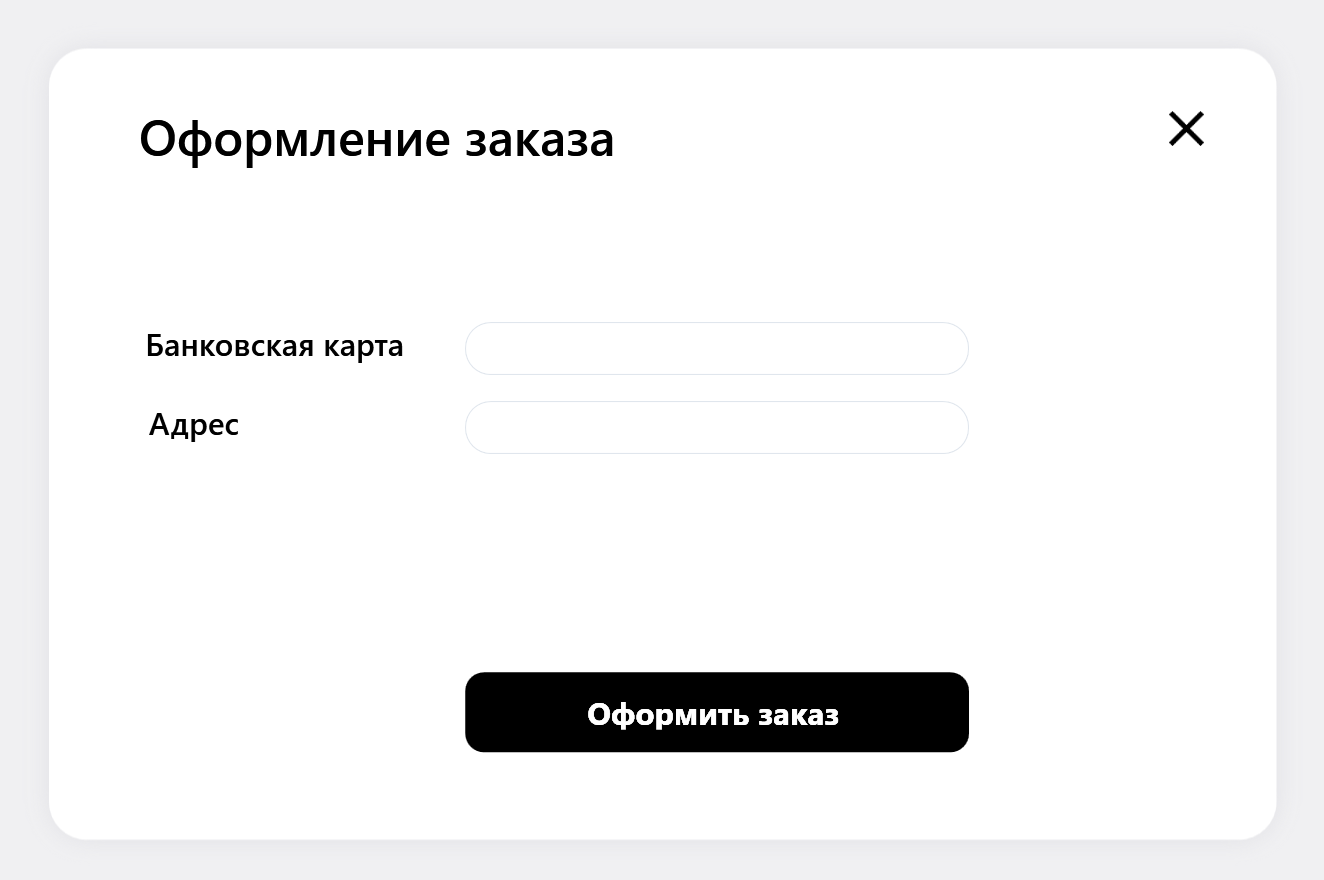 Оформление заказа
Банковская карта
Адрес
Оформить заказ